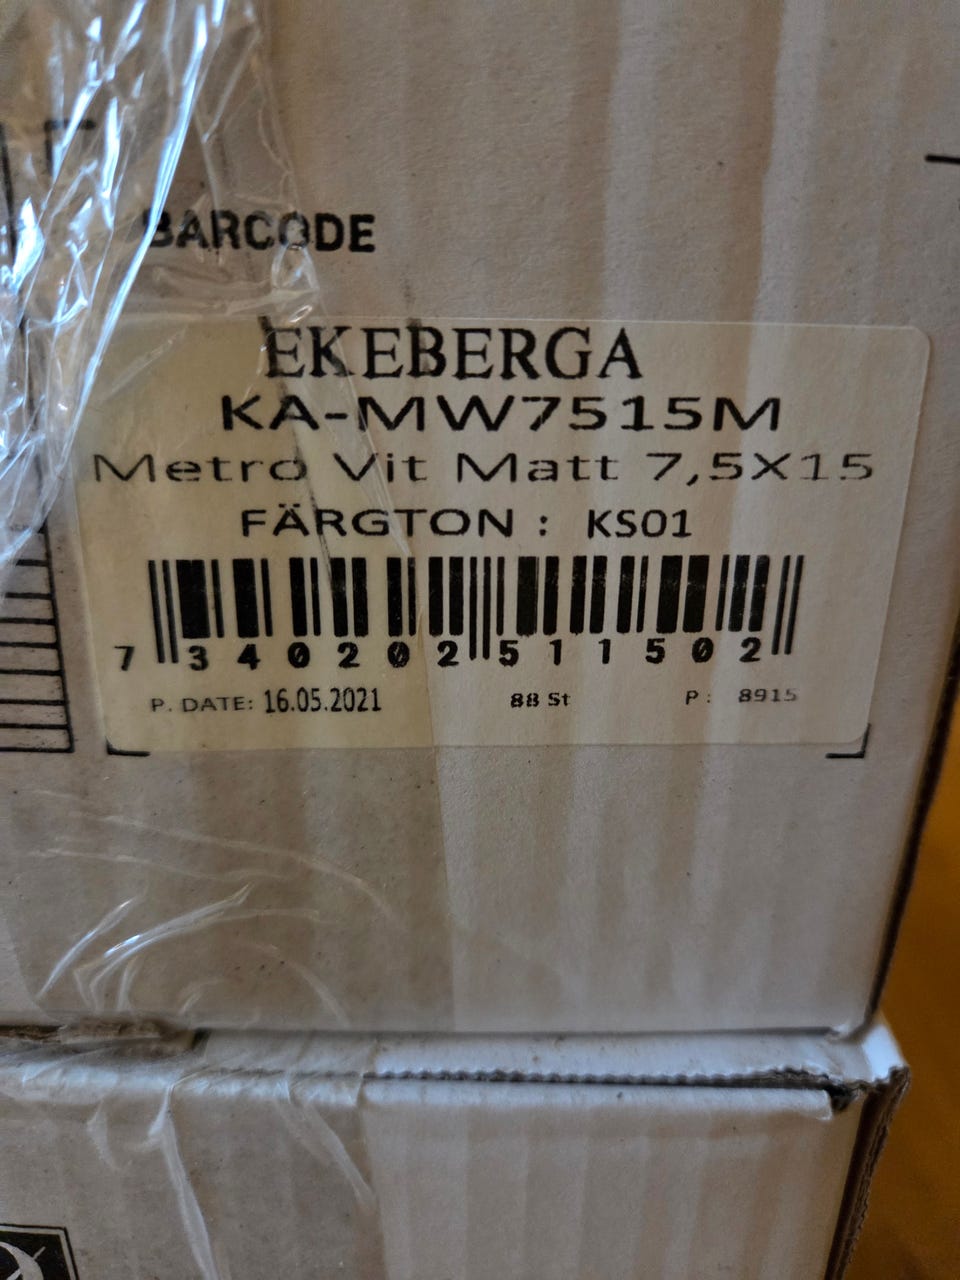 BARCODE
EKEBERGA
KA-MW7515M
Metro Vit Matt 7,5X15
FÄRGTON : KS01
7 340202 511502
P. DATE: 16.05.2021 88 St P: 8915